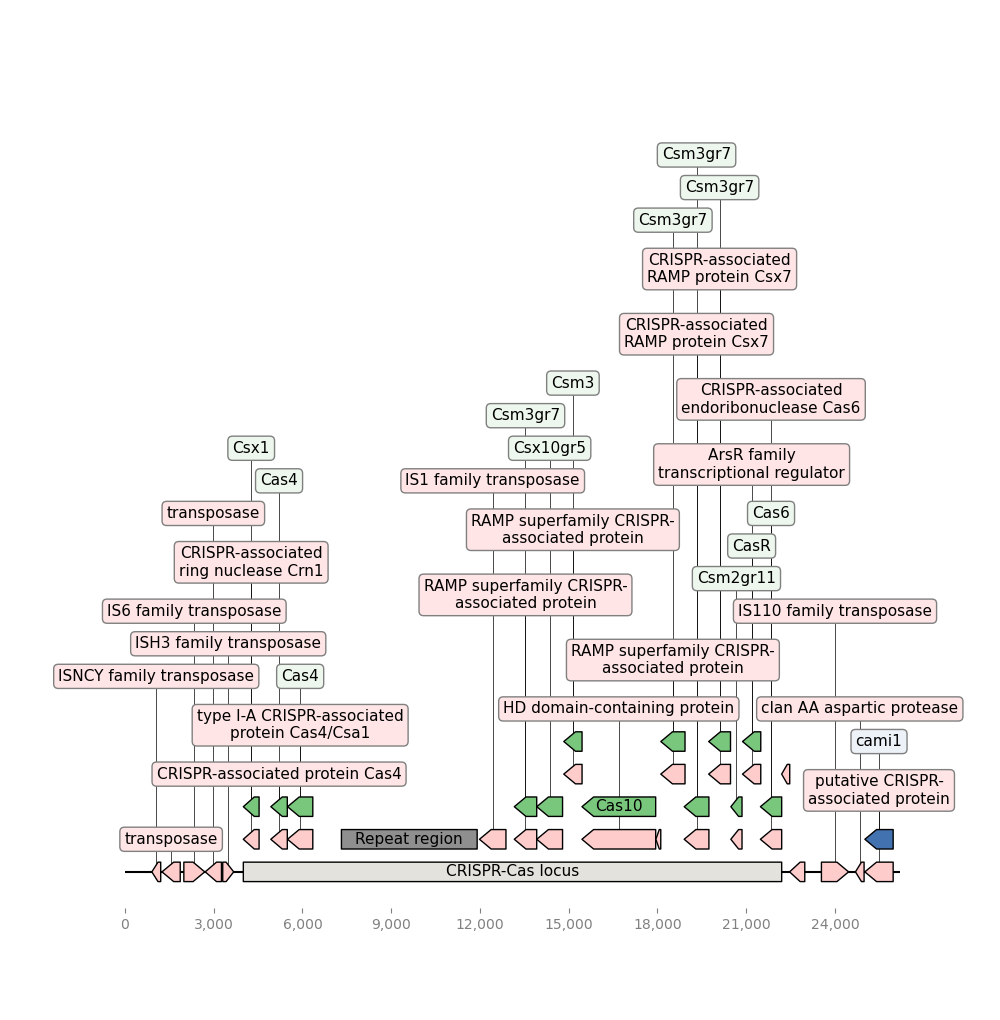 Csm3gr7
Csm3gr7
Csm3gr7
CRISPR-associated
RAMP protein Csx7
CRISPR-associated
RAMP protein Csx7
Csm3
CRISPR-associated
endoribonuclease Cas6
Csm3gr7
Csx1
Csx10gr5
ArsR family
transcriptional regulator
Cas4
IS1 family transposase
transposase
Cas6
RAMP superfamily CRISPR-
associated protein
CasR
CRISPR-associated
ring nuclease Crn1
Csm2gr11
RAMP superfamily CRISPR-
associated protein
IS6 family transposase
IS110 family transposase
ISH3 family transposase
RAMP superfamily CRISPR-
associated protein
ISNCY family transposase
Cas4
HD domain-containing protein
clan AA aspartic protease
type I-A CRISPR-associated
protein Cas4/Csa1
cami1
CRISPR-associated protein Cas4
putative CRISPR-
associated protein
Cas10
transposase
Repeat region
CRISPR-Cas locus
0
3,000
6,000
9,000
12,000
15,000
18,000
21,000
24,000